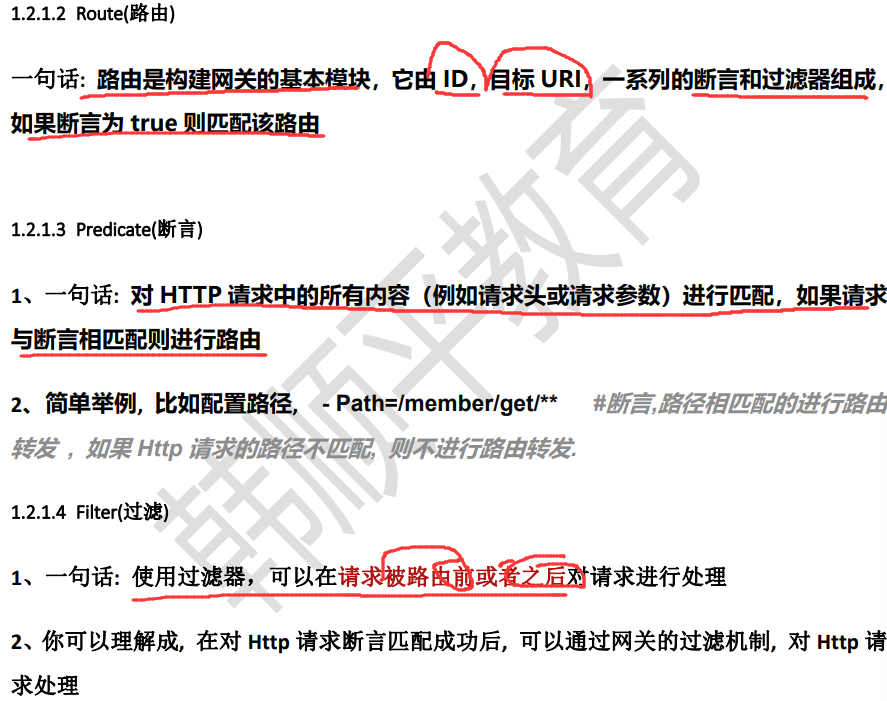 1.2.1.2 Route(路由)
一句话: 路由是构建网关的基本模块，它由 ID，目标 URI，一系列的断言和过滤器组成，
如果断言为 true 则匹配该路由
1.2.1.3 Predicate(断言)
1、一句话: 对 HTTP 请求中的所有内容（例如请求头或请求参数）进行匹配，如果请求
与断言相匹配则进行路由
2、简单举例, 比如配置路径, - Path=/member/get/** #断言,路径相匹配的进行路由
转发 ，如果 Http 请求的路径不匹配, 则不进行路由转发.
1.2.1.4 Filter(过滤)
1、一句话: 使用过滤器，可以在请求被路由前或者之后对请求进行处理
2、你可以理解成, 在对 Http 请求断言匹配成功后, 可以通过网关的过滤机制, 对 Http 请
求处理
韩顺平教育